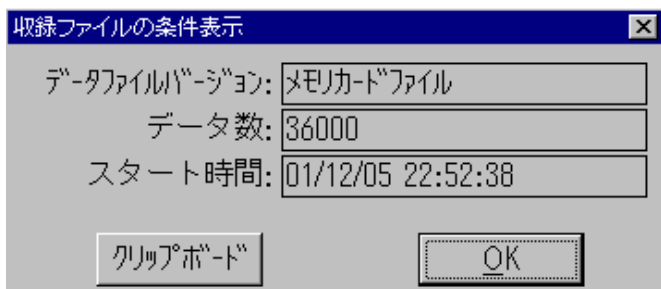 収録ファイルの条件表示
ﾃﾞｰﾀﾌｧｲﾙﾊﾞｰｼﾞｮﾝ: ﾒﾓﾘｶｰﾄﾞﾌｧｲﾙ
データ数: 36000
スタート時間: 01/12/05 22:52:38
ｸﾘｯﾌﾟﾎﾞｰﾄﾞ OK